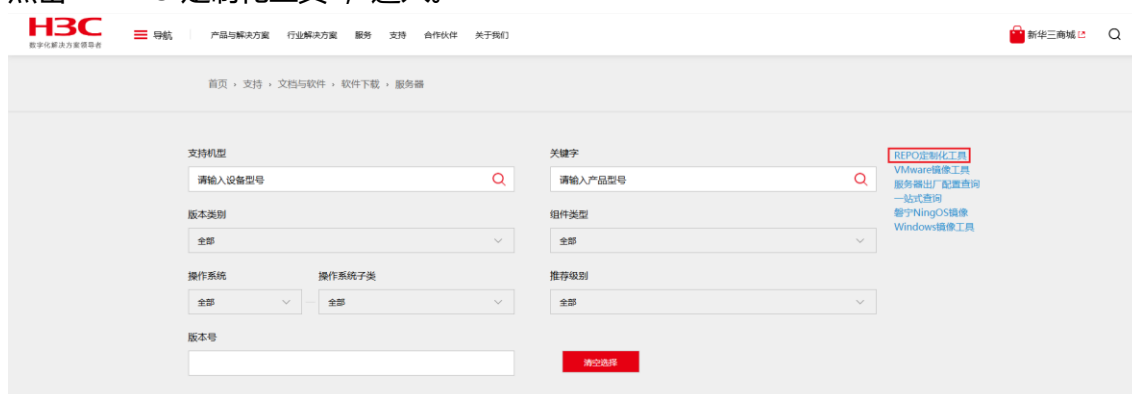 H3C
数字化解决方案领导者
导航 产品与解决方案 行业解决方案 服务 支持 合作伙伴 关于我们 新华三商城
首页 › 支持 › 文档与软件 › 软件下载 › 服务器
支持机型 关键字
请输入设备型号 请输入产品型号
REPO定制化工具
VMware镜像工具
服务器出厂配置查询
一站式查询
磐宁NingOS镜像
Windows镜像工具
版本类别 组件类型
全部 全部
操作系统 操作系统子类 推荐级别
全部 全部 全部
版本号
清空选择